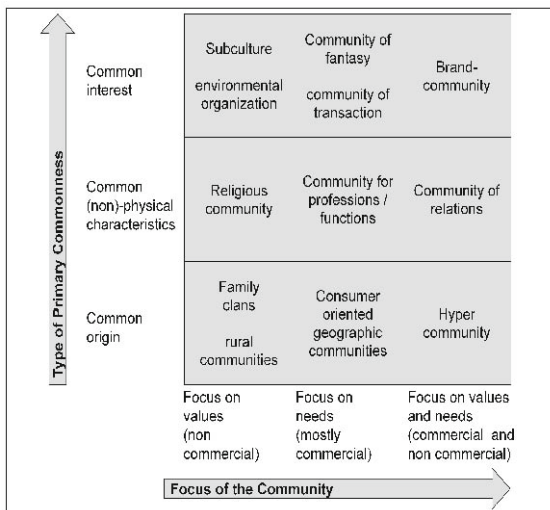 Type of Primary Commonness
Common
interest
Subculture
environmental
organization
Community of
fantasy
community of
transaction
Brand-
community
Common
(non)-physical
characteristics
Religious
community
Community for
professions /
functions
Community of
relations
Common
origin
Family
clans
rural
communities
Consumer
oriented
geographic
communities
Hyper
community
Focus on
values
(non
commercial)
Focus on
needs
(mostly
commercial)
Focus on values
and needs
(commercial and
non commercial)
Focus of the Community